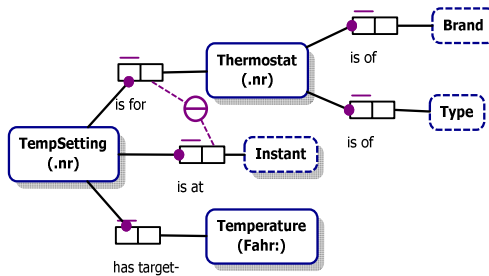 Brand
is of
Thermostat
(.nr)
is for
Type
is of
TempSetting
(.nr)
Instant
is at
Temperature
(Fahr:)
has target-